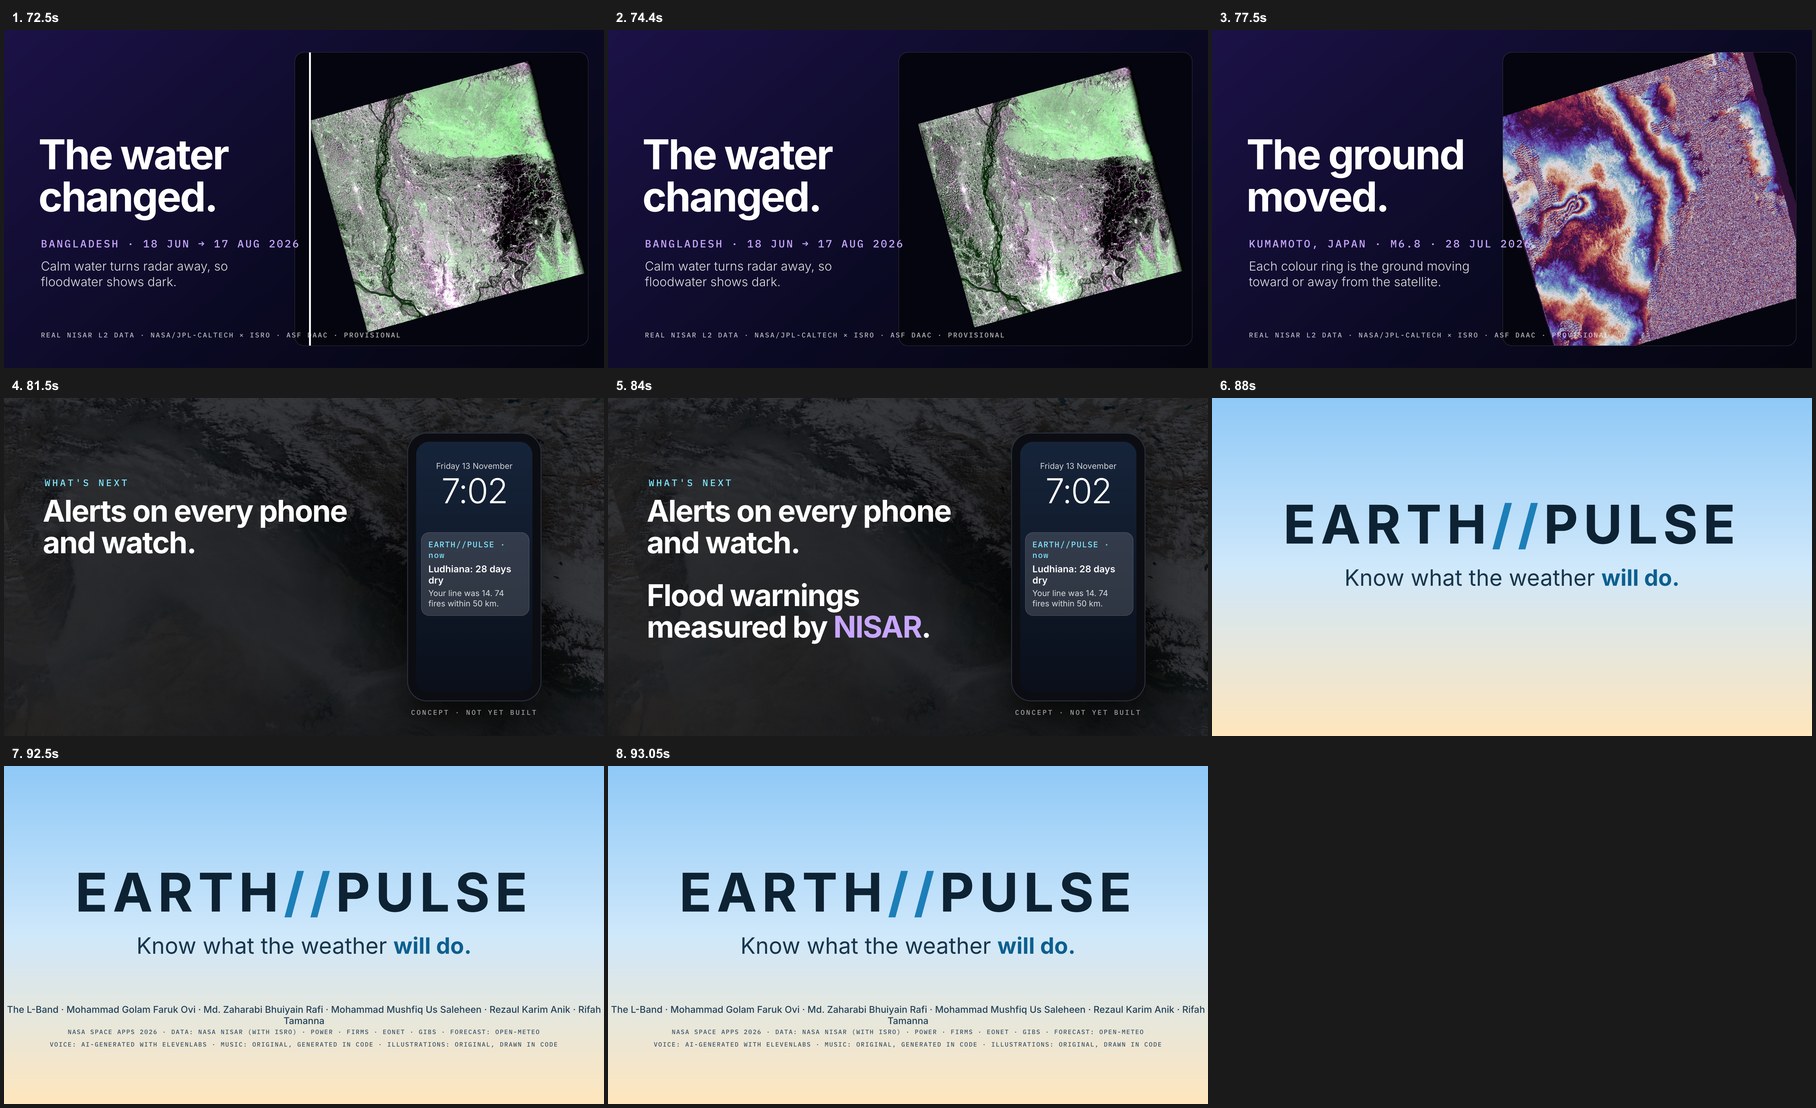 1. 72.5s
The water
changed.
BANGLADESH · 18 JUN → 17 AUG 2026
Calm water turns radar away, so
floodwater shows dark.
REAL NISAR L2 DATA · NASA/JPL-CALTECH × ISRO · ASF DAAC · PROVISIONAL
2. 74.4s
The water
changed.
BANGLADESH · 18 JUN → 17 AUG 2026
Calm water turns radar away, so
floodwater shows dark.
REAL NISAR L2 DATA · NASA/JPL-CALTECH × ISRO · ASF DAAC · PROVISIONAL
3. 77.5s
The ground
moved.
KUMAMOTO, JAPAN · M6.8 · 28 JUL 2026
Each colour ring is the ground moving
toward or away from the satellite.
REAL NISAR L2 DATA · NASA/JPL-CALTECH × ISRO · ASF DAAC · PROVISIONAL
4. 81.5s
WHAT'S NEXT
Alerts on every phone
and watch.
Friday 13 November
7:02
EARTH//PULSE ·
now
Ludhiana: 28 days
dry
Your line was 14. 74
fires within 50 km.
CONCEPT · NOT YET BUILT
5. 84s
WHAT'S NEXT
Alerts on every phone
and watch.
Flood warnings
measured by NISAR.
Friday 13 November
7:02
EARTH//PULSE ·
now
Ludhiana: 28 days
dry
Your line was 14. 74
fires within 50 km.
CONCEPT · NOT YET BUILT
6. 88s
EARTH//PULSE
Know what the weather will do.
7. 92.5s
EARTH//PULSE
Know what the weather will do.
The L-Band · Mohammad Golam Faruk Ovi · Md. Zaharabi Bhuiyain Rafi · Mohammad Mushfiq Us Saleheen · Rezaul Karim Anik · Rifah
Tamanna
NASA SPACE APPS 2026 · DATA: NASA NISAR (WITH ISRO) · POWER · FIRMS · EONET · GIBS · FORECAST: OPEN-METEO
VOICE: AI-GENERATED WITH ELEVENLABS · MUSIC: ORIGINAL, GENERATED IN CODE · ILLUSTRATIONS: ORIGINAL, DRAWN IN CODE
8. 93.05s
EARTH//PULSE
Know what the weather will do.
The L-Band · Mohammad Golam Faruk Ovi · Md. Zaharabi Bhuiyain Rafi · Mohammad Mushfiq Us Saleheen · Rezaul Karim Anik · Rifah
Tamanna
NASA SPACE APPS 2026 · DATA: NASA NISAR (WITH ISRO) · POWER · FIRMS · EONET · GIBS · FORECAST: OPEN-METEO
VOICE: AI-GENERATED WITH ELEVENLABS · MUSIC: ORIGINAL, GENERATED IN CODE · ILLUSTRATIONS: ORIGINAL, DRAWN IN CODE